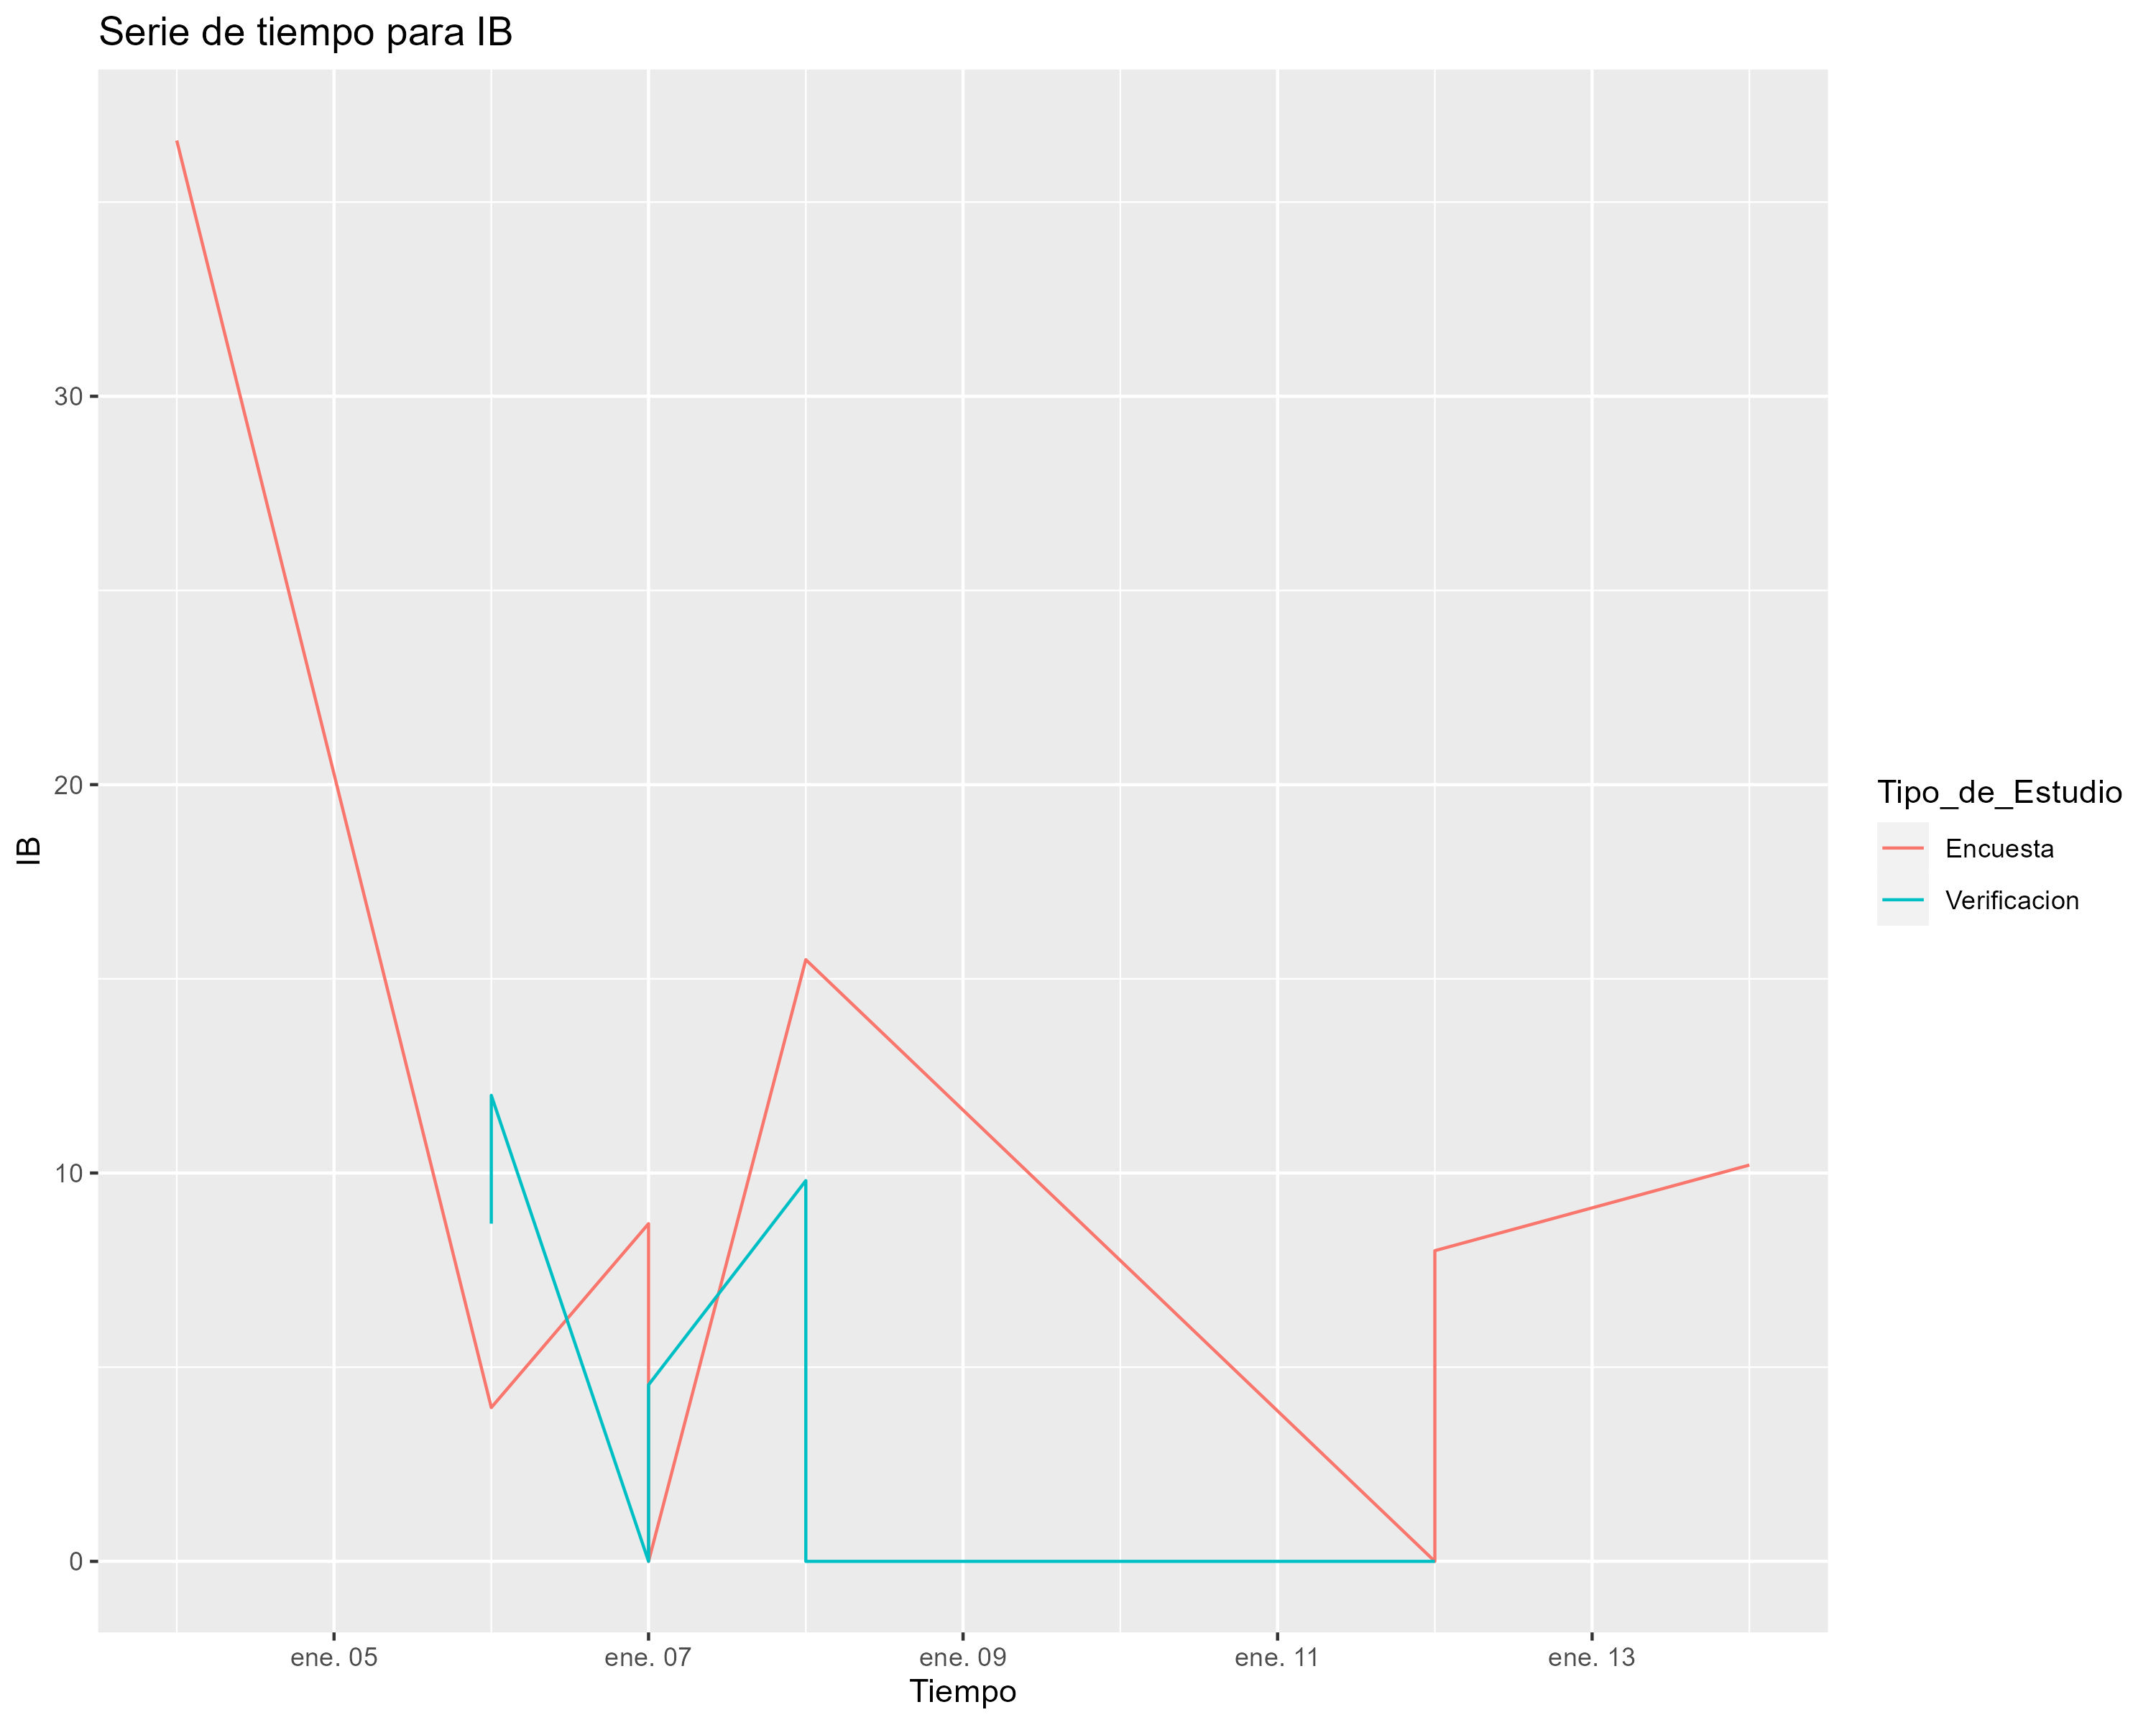 Serie de tiempo para IB
IB
30
20
10
0
ene. 05
ene. 07
ene. 09
ene. 11
ene. 13
Tiempo
Tipo_de_Estudio
Encuesta
Verificacion